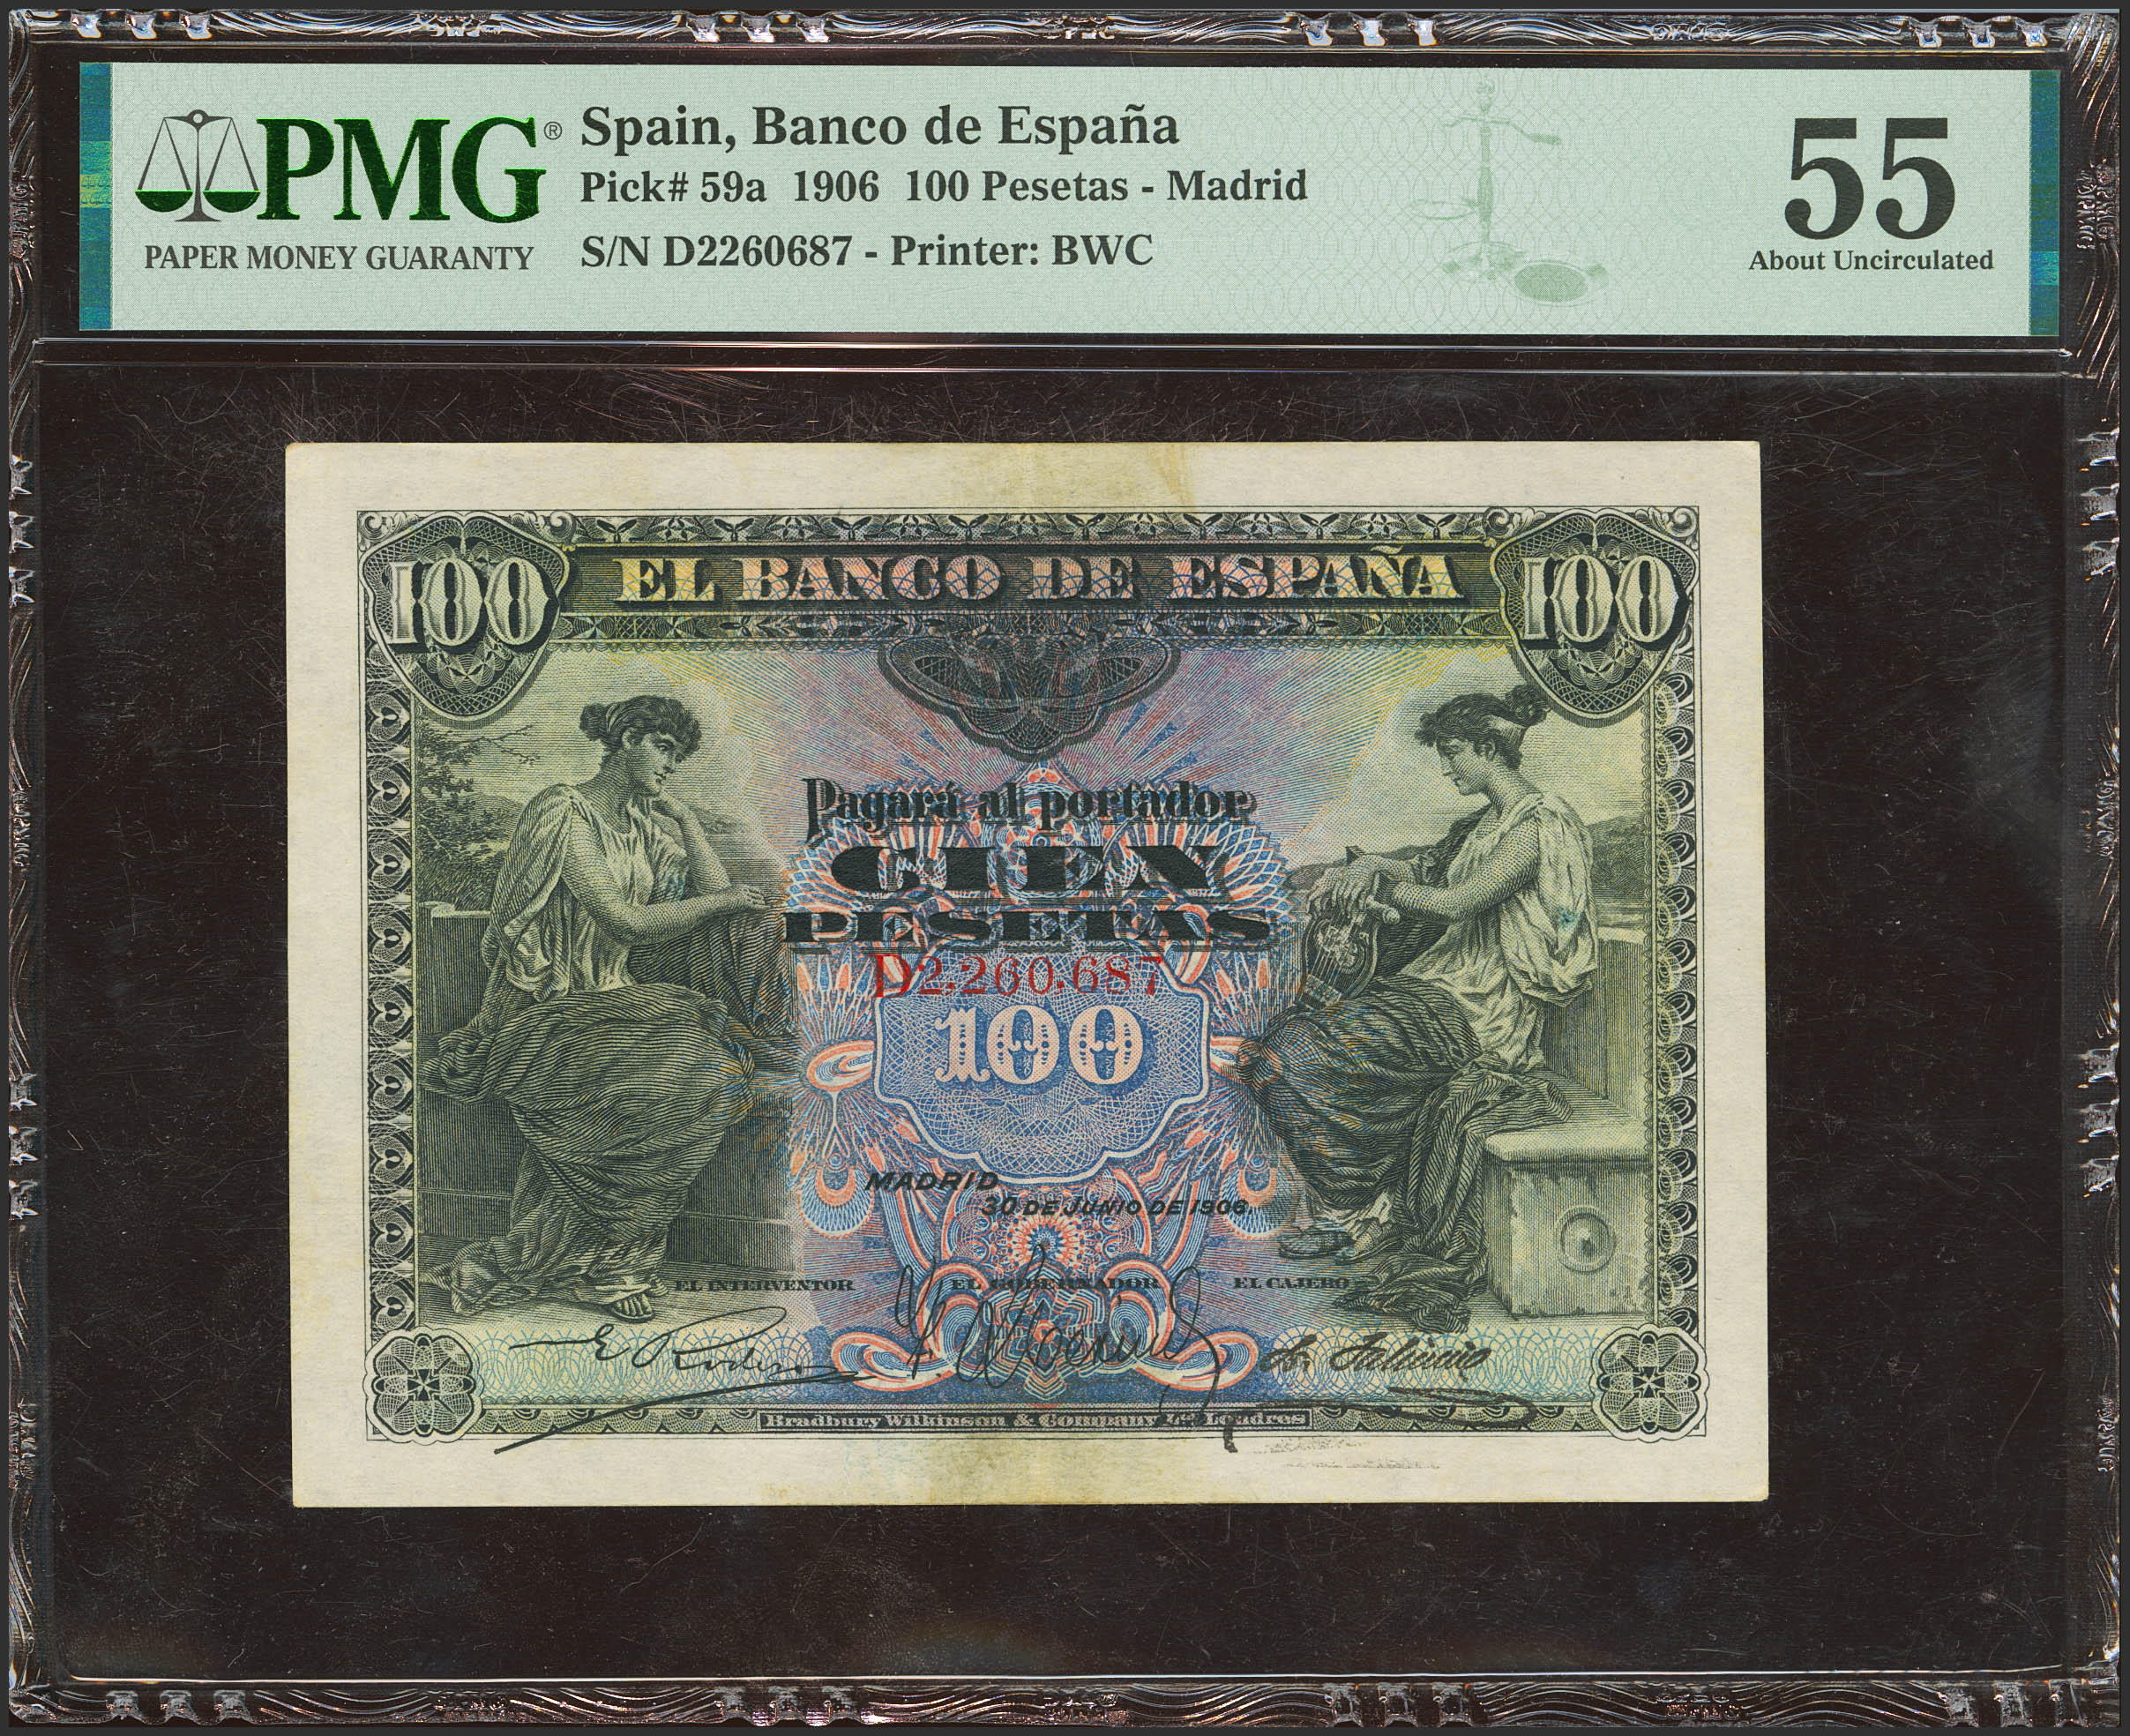 PMG®
PAPER MONEY GUARANTY
Spain, Banco de España
Pick# 59a 1906 100 Pesetas - Madrid
S/N D2260687 - Printer: BWC
55
About Uncirculated
100
EL BANCO DE ESPAÑA
100
Pagará al portador
CIEN
PESETAS
D2.260.687
100
MADRID
30 DE JUNIO DE 1906
EL INTERVENTOR
EL GOBERNADOR
EL CAJERO
Bradbury Wilkinson & Company Ld. Londres